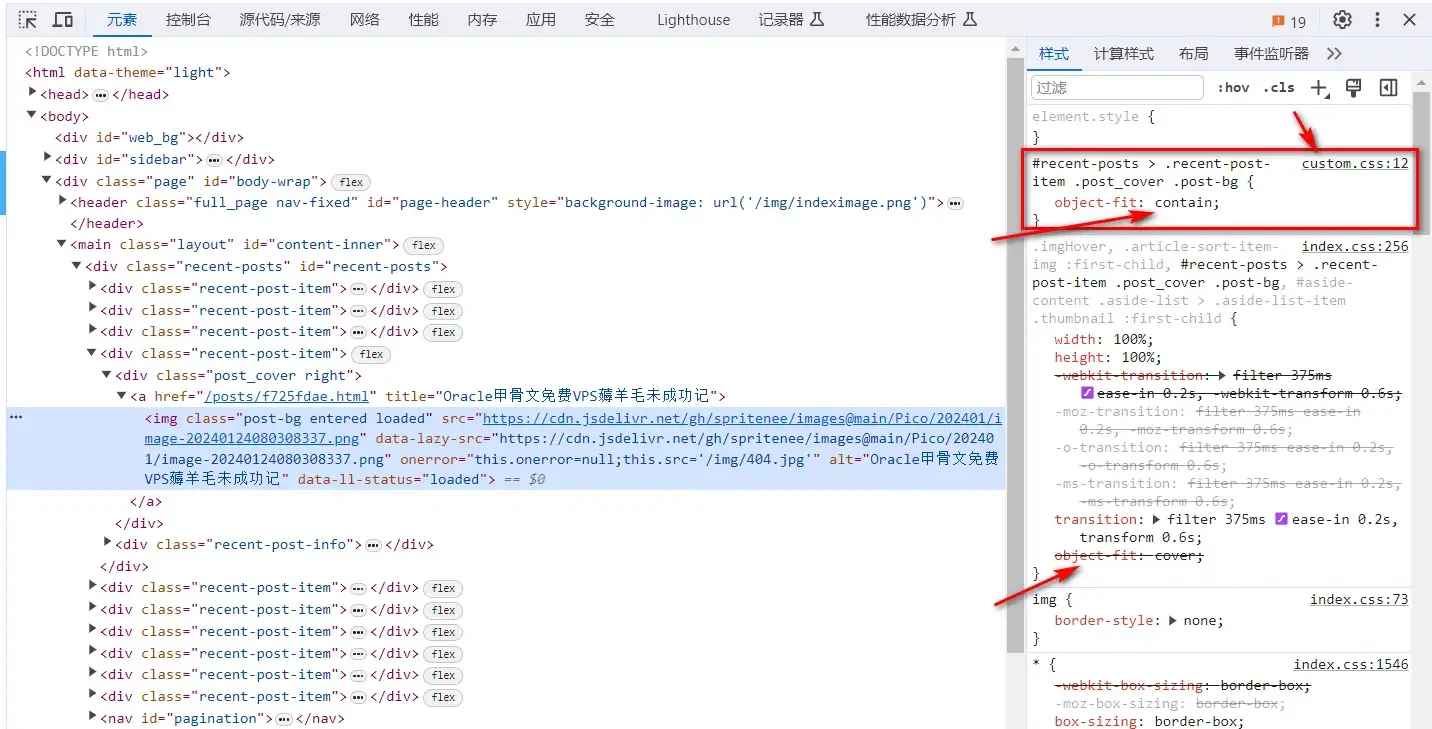 元素 控制台 源代码/来源 网络 性能 内存 应用 安全 Lighthouse 记录器 性能数据分析 19
<!DOCTYPE html>
<html data-theme="light">
<head> ••• </head>
<body>
<div id="web_bg"></div>
<div id="sidebar"> ••• </div>
<div class="page" id="body-wrap"> flex
<header class="full_page nav-fixed" id="page-header" style="background-image: url('/img/indeximage.png')"> •••
</header>
<main class="layout" id="content-inner"> flex
<div class="recent-posts" id="recent-posts">
<div class="recent-post-item"> ••• </div> flex
<div class="recent-post-item"> ••• </div> flex
<div class="recent-post-item"> ••• </div> flex
<div class="recent-post-item"> flex
<div class="post_cover right">
<a href="/posts/f725fdae.html" title="Oracle甲骨文免费VPS薅羊毛未成功记">
••• <img class="post-bg entered loaded" src="https://cdn.jsdelivr.net/gh/spritenee/images@main/Pico/202401/i
mage-20240124080308337.png" data-lazy-src="https://cdn.jsdelivr.net/gh/spritenee/images@main/Pico/20240
1/image-20240124080308337.png" onerror="this.onerror=null;this.src='/img/404.jpg'" alt="Oracle甲骨文免费
VPS薅羊毛未成功记" data-ll-status="loaded"> == $0
</a>
</div>
<div class="recent-post-info"> ••• </div>
</div>
<div class="recent-post-item"> ••• </div> flex
<div class="recent-post-item"> ••• </div> flex
<div class="recent-post-item"> ••• </div> flex
<div class="recent-post-item"> ••• </div> flex
<div class="recent-post-item"> ••• </div> flex
<div class="recent-post-item"> ••• </div> flex
<nav id="pagination"> ••• </nav>
样式 计算样式 布局 事件监听器
过滤 :hov .cls
element.style {
}
#recent-posts > .recent-post- custom.css:12
item .post_cover .post-bg {
object-fit: contain;
}
.imgHover, .article-sort-item- index.css:256
img :first-child, #recent-posts > .recent-
post-item .post_cover .post-bg, #aside-
content .aside-list > .aside-list-item
.thumbnail :first-child {
width: 100%;
height: 100%;
-webkit-transition: filter 375ms
ease-in 0.2s, -webkit-transform 0.6s;
-moz-transition: filter 375ms ease-in
0.2s, -moz-transform 0.6s;
-o-transition: filter 375ms ease-in 0.2s,
-o-transform 0.6s;
-ms-transition: filter 375ms ease-in 0.2s,
-ms-transform 0.6s;
transition: filter 375ms ease-in 0.2s,
transform 0.6s;
object-fit: cover;
}
img { index.css:73
border-style: none;
}
* { index.css:1546
-webkit-box-sizing: border-box;
-moz-box-sizing: border-box;
box-sizing: border-box;